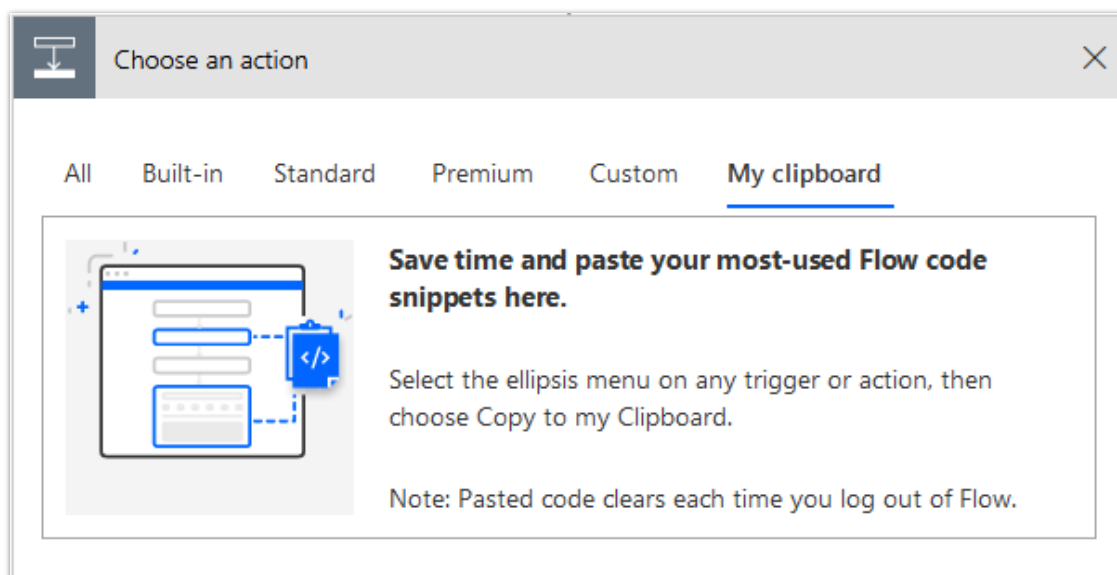 Choose an action
All Built-in Standard Premium Custom My clipboard
Save time and paste your most-used Flow code
snippets here.
</>
Select the ellipsis menu on any trigger or action, then
choose Copy to my Clipboard.
Note: Pasted code clears each time you log out of Flow.